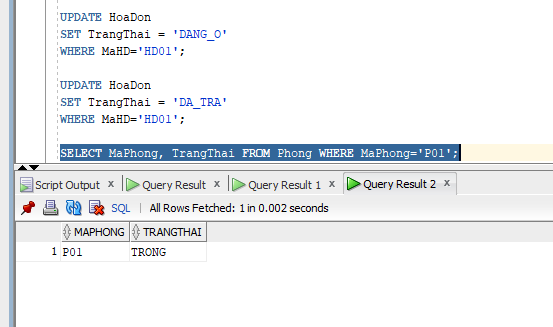 UPDATE HoaDon
SET TrangThai = 'DANG_O'
WHERE MaHD='HD01';
UPDATE HoaDon
SET TrangThai = 'DA_TRA'
WHERE MaHD='HD01';
SELECT MaPhong, TrangThai FROM Phong WHERE MaPhong='P01';
Script Output x Query Result x Query Result 1 x Query Result 2 x
SQL | All Rows Fetched: 1 in 0.002 seconds
MAPHONG TRANGTHAI
1 P01 TRONG